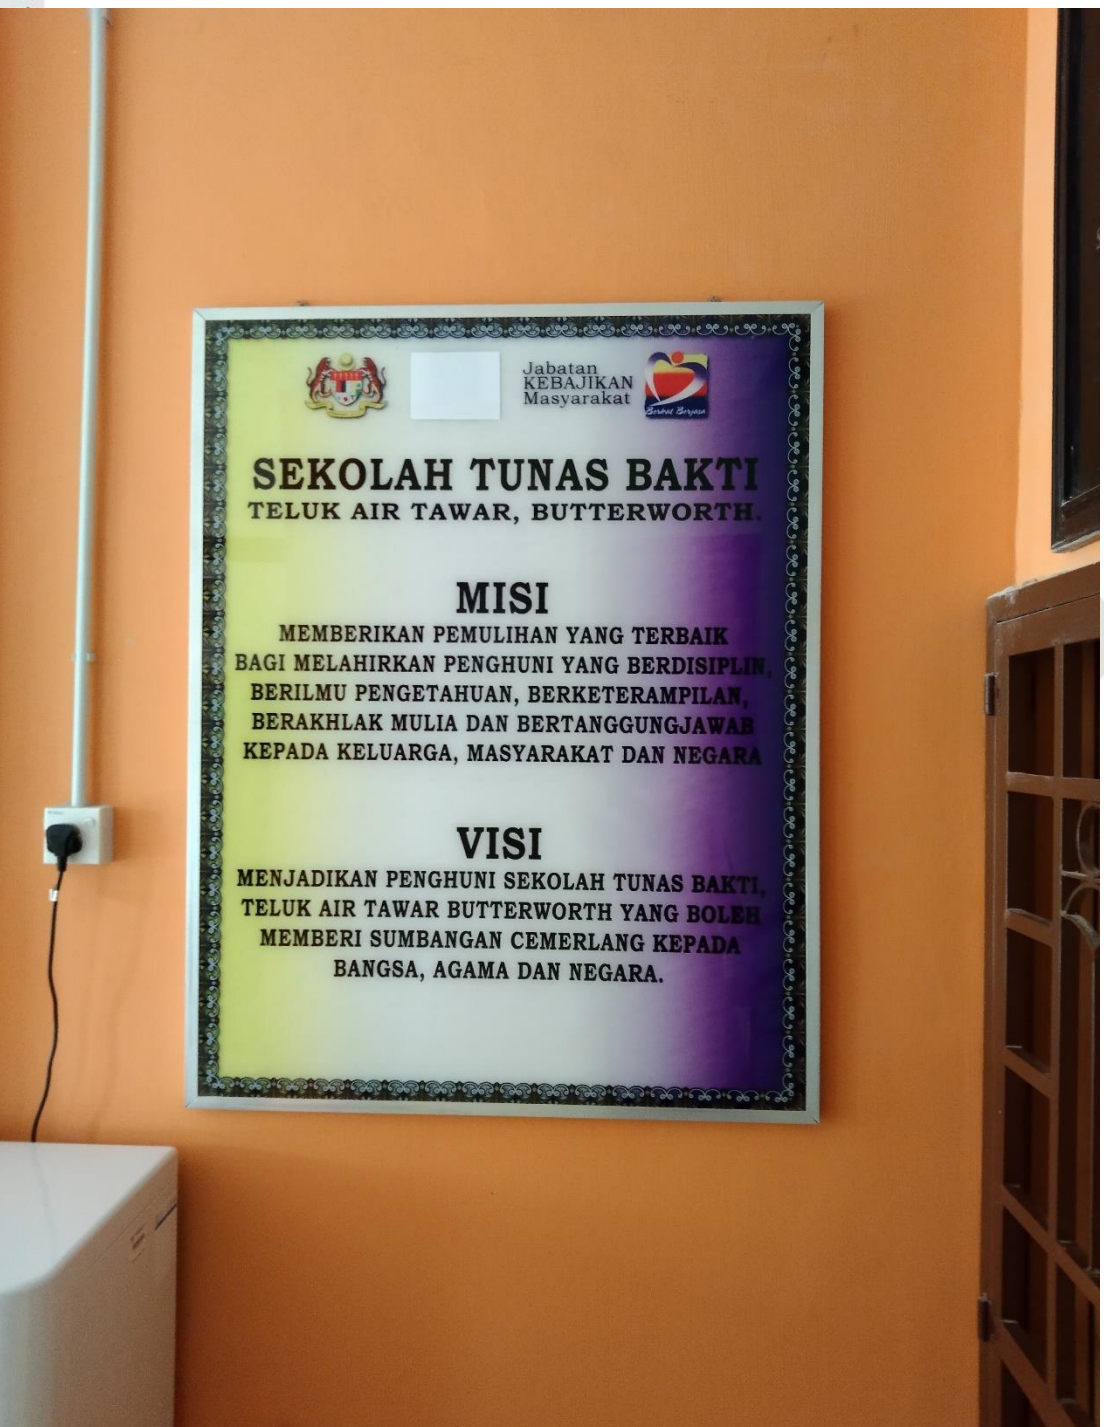 Jabatan
KEBAJIKAN
Masyarakat
Berbkat Berjasa
SEKOLAH TUNAS BAKTI
TELUK AIR TAWAR, BUTTERWORTH.
MISI
MEMBERIKAN PEMULIHAN YANG TERBAIK
BAGI MELAHIRKAN PENGHUNI YANG BERDISIPLIN,
BERILMU PENGETAHUAN, BERKETERAMPILAN,
BERAKHLAK MULIA DAN BERTANGGUNGJAWAB
KEPADA KELUARGA, MASYARAKAT DAN NEGARA
VISI
MENJADIKAN PENGHUNI SEKOLAH TUNAS BAKTI,
TELUK AIR TAWAR BUTTERWORTH YANG BOLEH
MEMBERI SUMBANGAN CEMERLANG KEPADA
BANGSA, AGAMA DAN NEGARA.